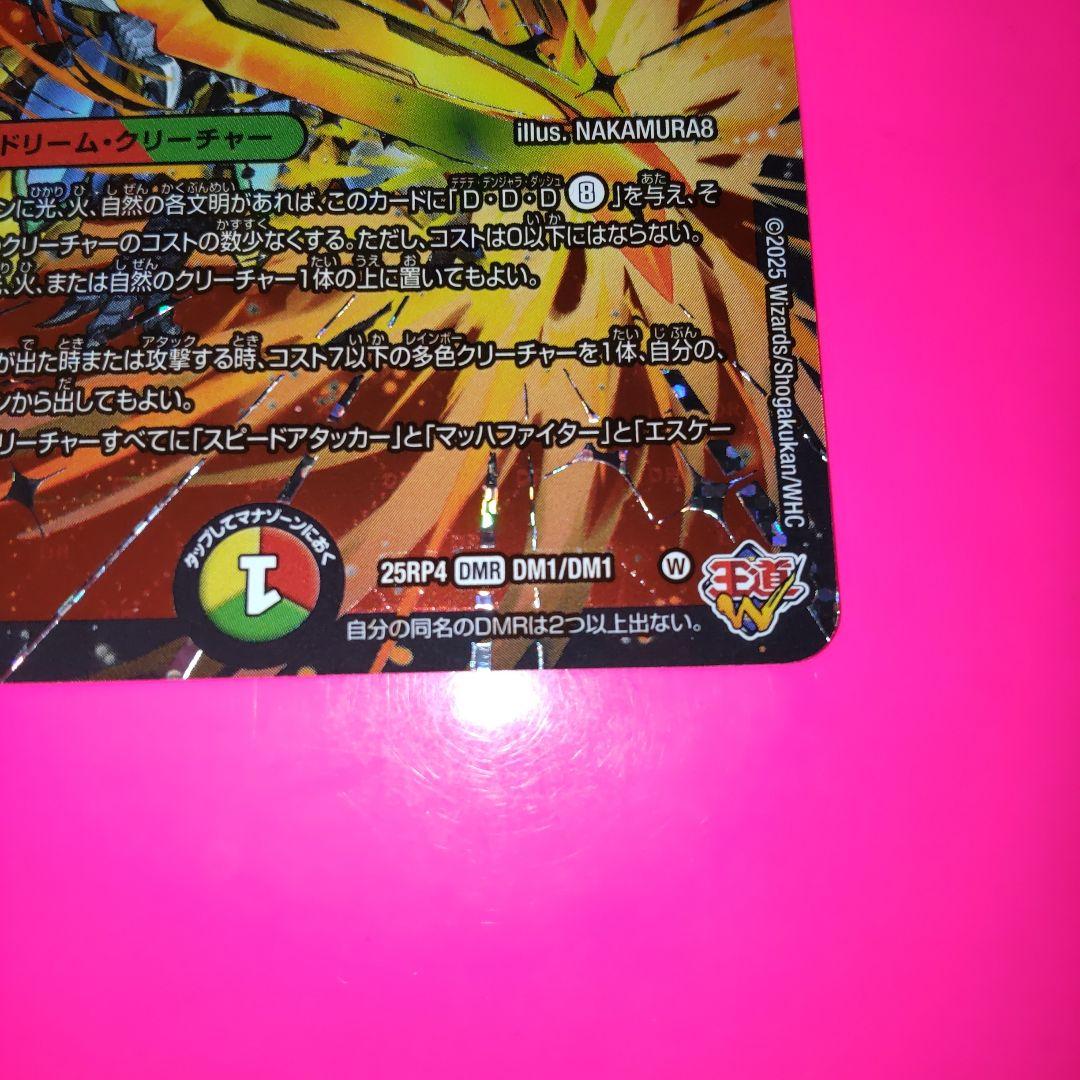 ドリーム・クリーチャー
illus. NAKAMURA8
ンに光、火、自然の各文明があれば、このカードに「D・D・D 8 」を与え、そ
クリーチャーのコストの数少なくする。ただし、コストは0以下にはならない。
火、または自然のクリーチャー1体の上に置いてもよい。
が出た時または攻撃する時、コスト7以下の多色クリーチャーを1体、自分の、
ンから出してもよい。
リーチャーすべてに「スピードアタッカー」と「マッハファイター」と「エスケー
©2025 Wizards/Shogakukan/WHC
タップしてマナゾーンにおく
1
25RP4 DMR DM1/DM1 W
王道W
自分の同名のDMRは2つ以上出ない。